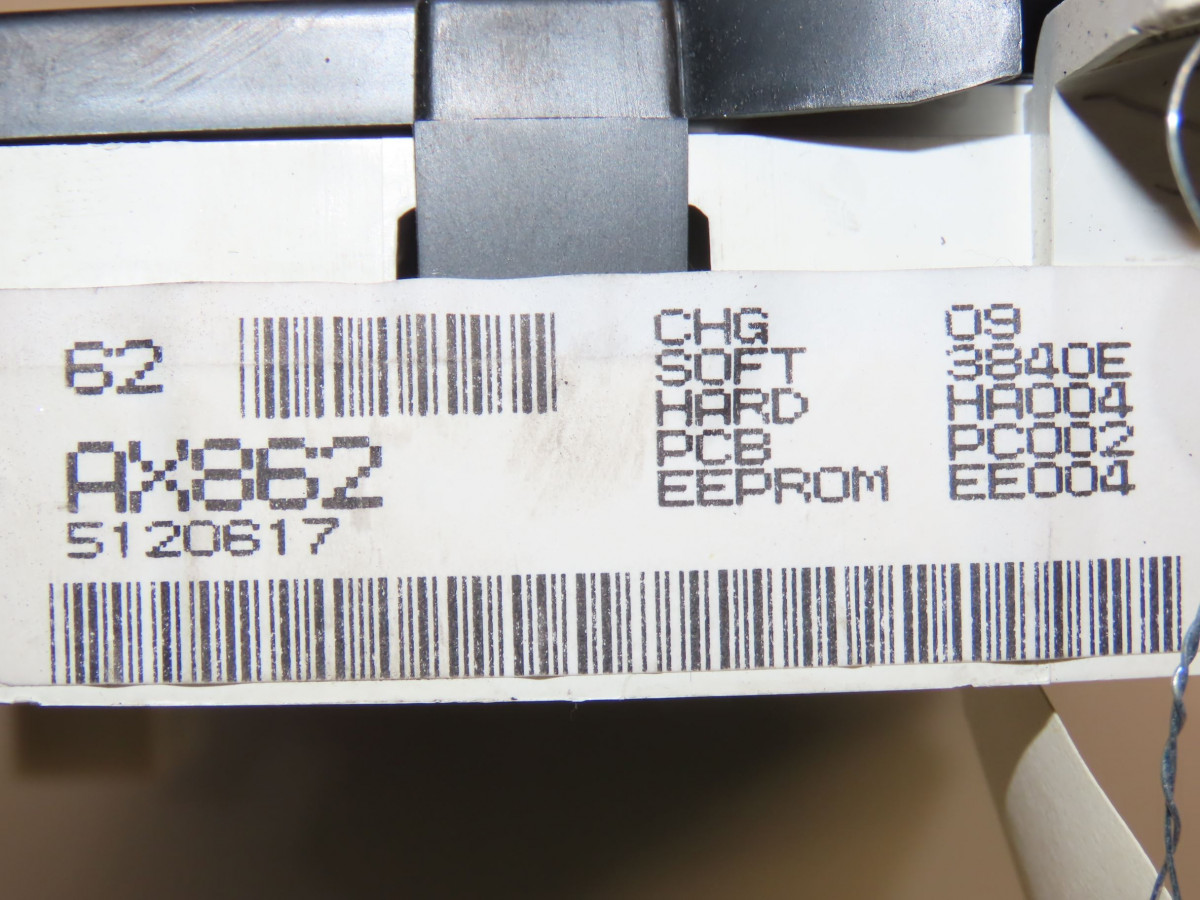 62
AX862
5120617
CHG 09
SOFT 3840E
HARD HA004
PCB PC002
EEPROM EE004